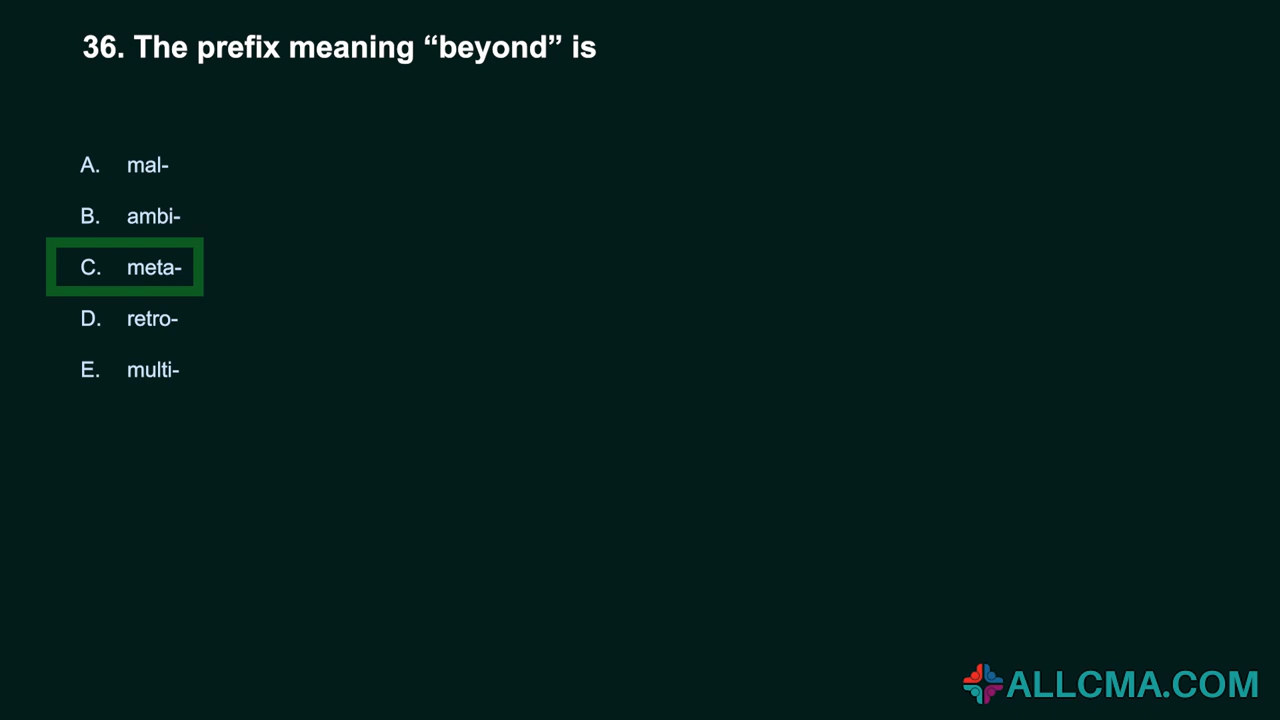 36. The prefix meaning “beyond” is
A. mal-
B. ambi-
C. meta-
D. retro-
E. multi-
ALLCMA.COM